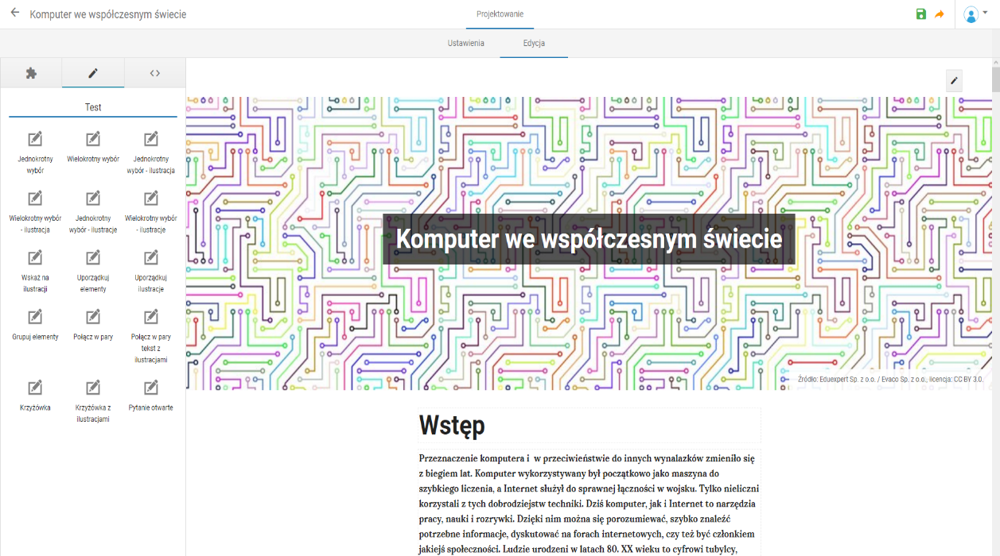 Komputer we współczesnym świecie
Projektowanie
Ustawienia
Edycja
Test
Jednokrotny
wybór
Wielokrotny wybór
Jednokrotny
wybór - ilustracja
Wielokrotny wybór
- ilustracja
Jednokrotny
wybór - ilustracje
Wielokrotny wybór
- ilustracje
Wskaż na
ilustracji
Uporządkuj
elementy
Uporządkuj
ilustracje
Grupuj elementy
Połącz w pary
Połącz w pary
tekst z
ilustracjami
Krzyżówka
Krzyżówka z
ilustracjami
Pytanie otwarte
Komputer we współczesnym świecie
Źródło: Eduexpert Sp. z o.o. / Evaco Sp. z o.o., licencja: CC BY 3.0.
Wstęp
Przeznaczenie komputera i w przeciwieństwie do innych wynalazków zmieniło się
z biegiem lat. Komputer wykorzystywany był początkowo jako maszyna do
szybkiego liczenia, a Internet służył do sprawnej łączności w wojsku. Tylko nieliczni
korzystali z tych dobrodziejstw techniki. Dziś komputer, jak i Internet to narzędzia
pracy, nauki i rozrywki. Dzięki nim można się porozumiewać, szybko znaleźć
potrzebne informacje, dyskutować na forach internetowych, czy też być członkiem
jakiejś społeczności. Ludzie urodzeni w latach 80. XX wieku to cyfrowi tubylcy,